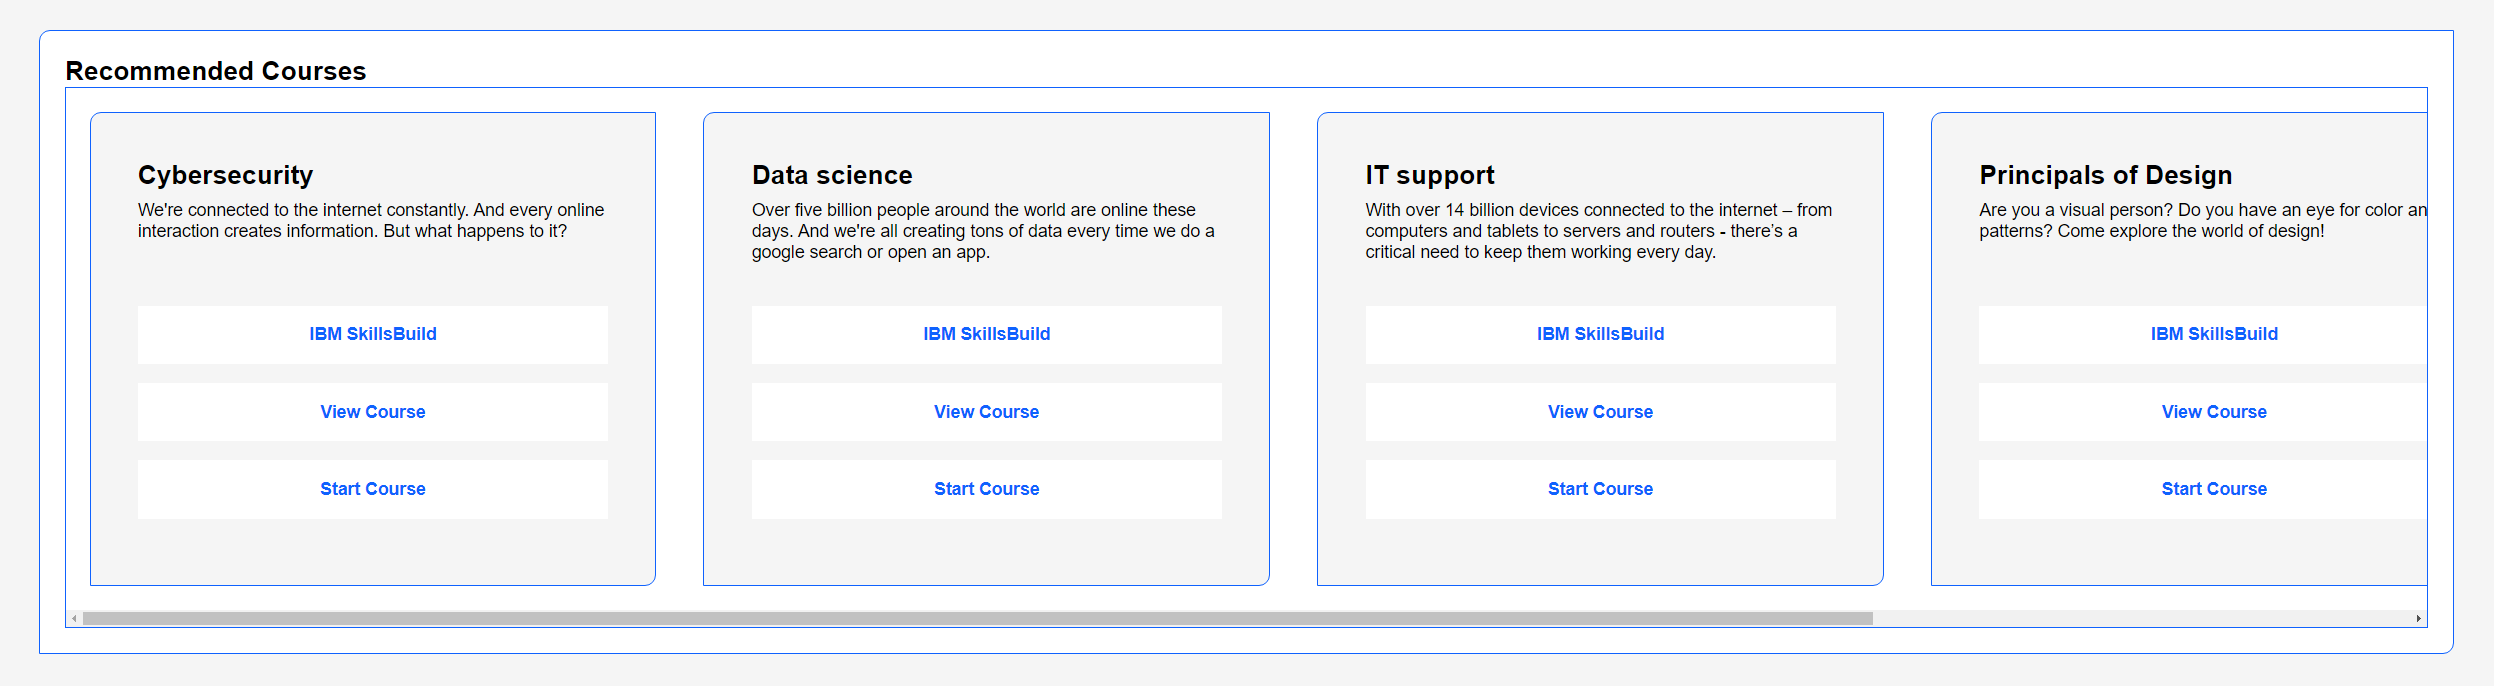 Recommended Courses
Cybersecurity
We're connected to the internet constantly. And every online
interaction creates information. But what happens to it?
IBM SkillsBuild
View Course
Start Course
Data science
Over five billion people around the world are online these
days. And we're all creating tons of data every time we do a
google search or open an app.
IBM SkillsBuild
View Course
Start Course
IT support
With over 14 billion devices connected to the internet – from
computers and tablets to servers and routers - there’s a
critical need to keep them working every day.
IBM SkillsBuild
View Course
Start Course
Principals of Design
Are you a visual person? Do you have an eye for color an
patterns? Come explore the world of design!
IBM SkillsBuild
View Course
Start Course